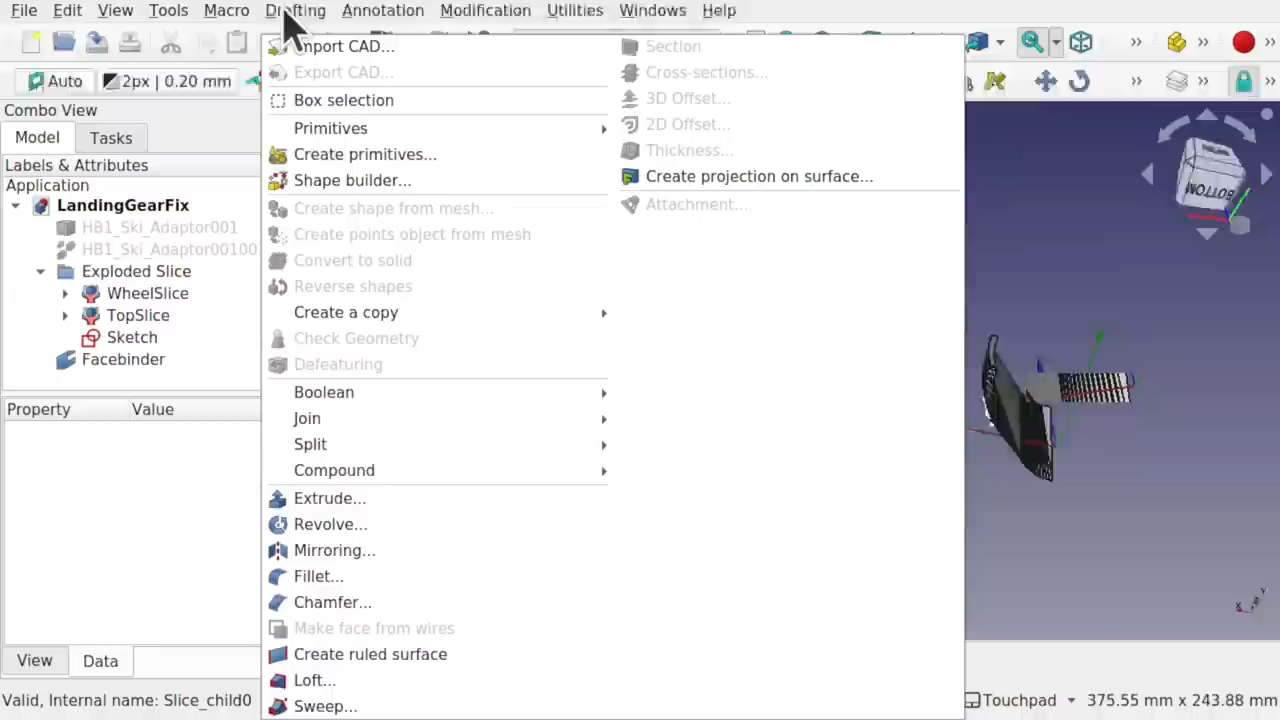 File Edit View Tools Macro Drafting Annotation Modification Utilities Windows Help
Auto 2px | 0.20 mm
Combo View
Model Tasks
Labels & Attributes
Application
LandingGearFix
HB1_Ski_Adaptor001
HB1_Ski_Adaptor00100
Exploded Slice
WheelSlice
TopSlice
Sketch
Facebinder
Property Value
View Data
Valid, Internal name: Slice_child0
Import CAD...
Export CAD...
Box selection
Primitives
Create primitives...
Shape builder...
Create shape from mesh...
Create points object from mesh
Convert to solid
Reverse shapes
Create a copy
Check Geometry
Defeaturing
Boolean
Join
Split
Compound
Extrude...
Revolve...
Mirroring...
Fillet...
Chamfer...
Make face from wires
Create ruled surface
Loft...
Sweep...
Section
Cross-sections...
3D Offset...
2D Offset...
Thickness...
Create projection on surface...
Attachment...
BOTTOM
Touchpad 375.55 mm x 243.88 mm